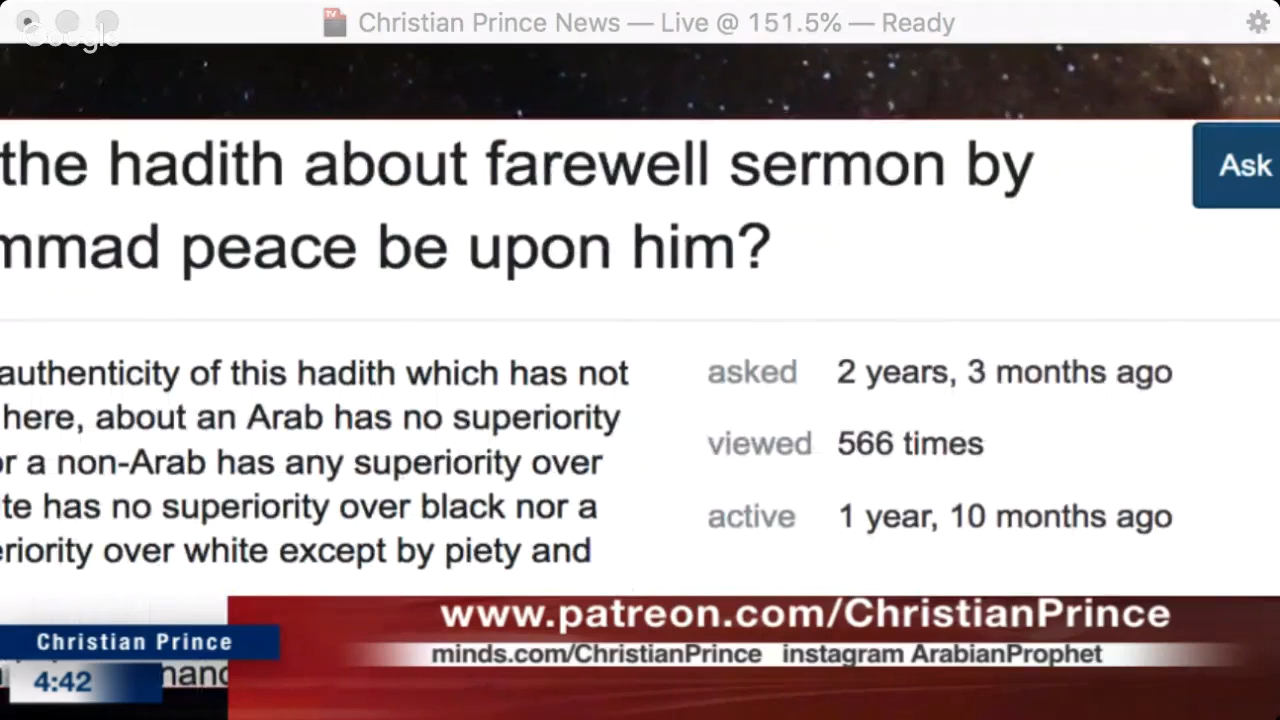 Christian Prince News — Live @ 151.5% — Ready
Google
the hadith about farewell sermon by
Ask
mmad peace be upon him?
authenticity of this hadith which has not
asked 2 years, 3 months ago
here, about an Arab has no superiority
viewed 566 times
or a non-Arab has any superiority over
te has no superiority over black nor a
active 1 year, 10 months ago
eriority over white except by piety and
www.patreon.com/ChristianPrince
Christian Prince
minds.com/ChristianPrince instagram ArabianProphet
4:42